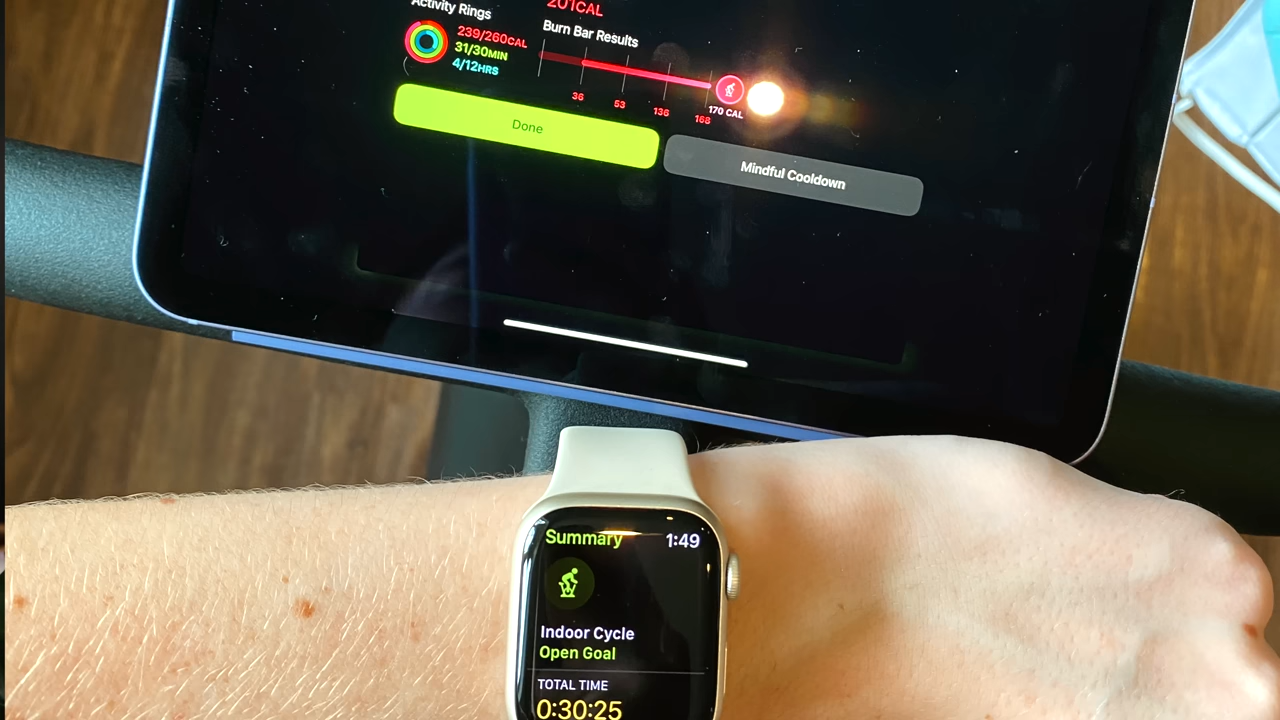 201CAL
Activity Rings
Burn Bar Results
239/260CAL
31/30MIN
4/12HRS
36
53
136
168
170 CAL
Done
Mindful Cooldown
Summary
1:49
Indoor Cycle
Open Goal
TOTAL TIME
0:30:25